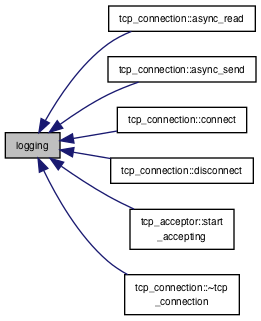 tcp_connection::async_read
tcp_connection::async_send
tcp_connection::connect
logging
tcp_connection::disconnect
tcp_acceptor::start
_accepting
tcp_connection::~tcp
_connection